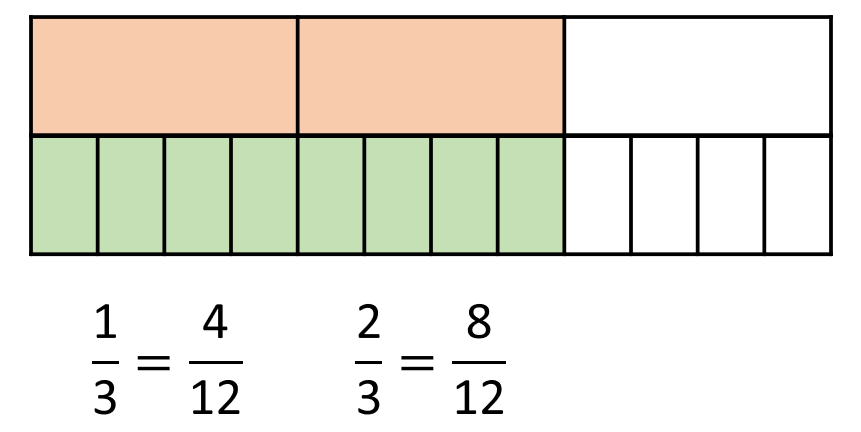 1/3 = 4/12    2/3 = 8/12